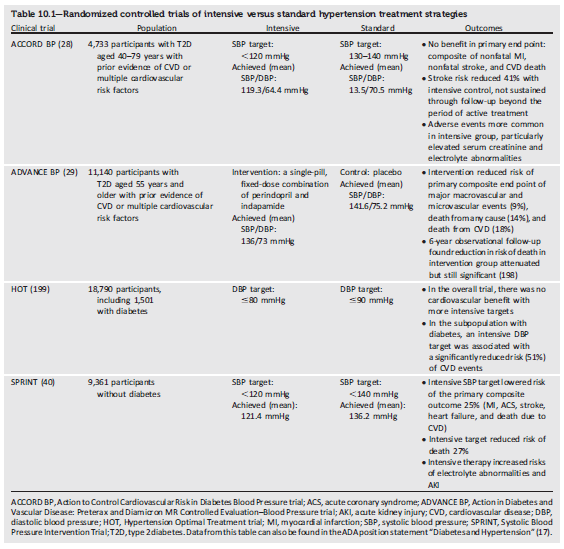 Table 10.1—Randomized controlled trials of intensive versus standard hypertension treatment strategies
Clinical trial Population Intensive Standard Outcomes
ACCORD BP (28)
4,733 participants with T2D
aged 40–79 years with
prior evidence of CVD or
multiple cardiovascular
risk factors
SBP target:
<120 mmHg
Achieved (mean)
SBP/DBP:
119.3/64.4 mmHg
SBP target:
130–140 mmHg
Achieved (mean)
SBP/DBP:
13.5/70.5 mmHg
• No benefit in primary end point:
composite of nonfatal MI,
nonfatal stroke, and CVD death
• Stroke risk reduced 41% with
intensive control, not sustained
through follow-up beyond the
period of active treatment
• Adverse events more common
in intensive group, particularly
elevated serum creatinine and
electrolyte abnormalities
ADVANCE BP (29)
11,140 participants with
T2D aged 55 years and
older with prior evidence of
CVD or multiple cardiovascular
risk factors
Intervention: a single-pill,
fixed-dose combination
of perindopril and
indapamide
Achieved (mean)
SBP/DBP:
136/73 mmHg
Control: placebo
Achieved (mean)
SBP/DBP:
141.6/75.2 mmHg
• Intervention reduced risk of
primary composite end point of
major macrovascular and
microvascular events (9%),
death from any cause (14%), and
death from CVD (18%)
• 6-year observational follow-up
found reduction in risk of death in
intervention group attenuated
but still significant (198)
HOT (199)
18,790 participants,
including 1,501
with diabetes
DBP target:
≤80 mmHg
DBP target:
≤90 mmHg
• In the overall trial, there was no
cardiovascular benefit with
more intensive targets
• In the subpopulation with
diabetes, an intensive DBP
target was associated with
a significantly reduced risk (51%)
of CVD events
SPRINT (40)
9,361 participants
without diabetes
SBP target:
<120 mmHg
Achieved (mean):
121.4 mmHg
SBP target:
<140 mmHg
Achieved (mean):
136.2 mmHg
• Intensive SBP target lowered risk
of the primary composite
outcome 25% (MI, ACS, stroke,
heart failure, and death due to
CVD)
• Intensive target reduced risk of
death 27%
• Intensive therapy increased risks
of electrolyte abnormalities and
AKI
ACCORD BP, Action to Control Cardiovascular Risk in Diabetes Blood Pressure trial; ACS, acute coronary syndrome; ADVANCE BP, Action in Diabetes and
Vascular Disease: Preterax and Diamicron MR Controlled Evaluation–Blood Pressure trial; AKI, acute kidney injury; CVD, cardiovascular disease; DBP,
diastolic blood pressure; HOT, Hypertension Optimal Treatment trial; MI, myocardial infarction; SBP, systolic blood pressure; SPRINT, Systolic Blood
Pressure Intervention Trial; T2D, type 2 diabetes. Data from this table can also be found in the ADA position statement “Diabetes and Hypertension” (17).